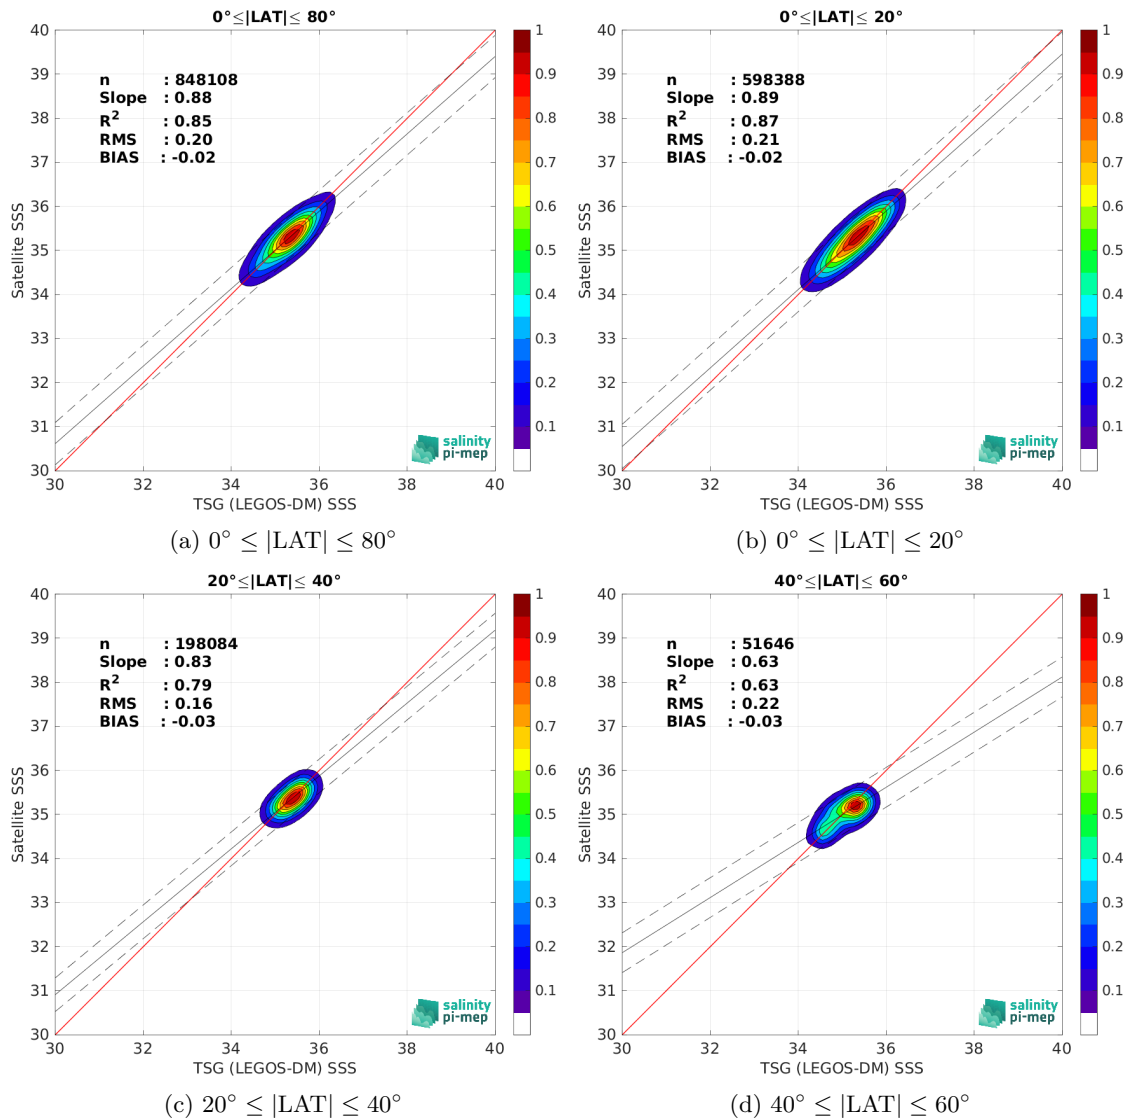 0°≤|LAT|≤ 80°
40
39
38
37
36
35
34
33
32
31
30
30 32 34 36 38 40
Satellite SSS
TSG (LEGOS-DM) SSS
n : 848108
Slope : 0.88
R² : 0.85
RMS : 0.20
BIAS : -0.02
1
0.9
0.8
0.7
0.6
0.5
0.4
0.3
0.2
0.1
salinity
pi-mep
(a) 0° ≤ |LAT| ≤ 80°
0°≤|LAT|≤ 20°
40
39
38
37
36
35
34
33
32
31
30
30 32 34 36 38 40
Satellite SSS
TSG (LEGOS-DM) SSS
n : 598388
Slope : 0.89
R² : 0.87
RMS : 0.21
BIAS : -0.02
1
0.9
0.8
0.7
0.6
0.5
0.4
0.3
0.2
0.1
salinity
pi-mep
(b) 0° ≤ |LAT| ≤ 20°
20°≤|LAT|≤ 40°
40
39
38
37
36
35
34
33
32
31
30
30 32 34 36 38 40
Satellite SSS
TSG (LEGOS-DM) SSS
n : 198084
Slope : 0.83
R² : 0.79
RMS : 0.16
BIAS : -0.03
1
0.9
0.8
0.7
0.6
0.5
0.4
0.3
0.2
0.1
salinity
pi-mep
(c) 20° ≤ |LAT| ≤ 40°
40°≤|LAT|≤ 60°
40
39
38
37
36
35
34
33
32
31
30
30 32 34 36 38 40
Satellite SSS
TSG (LEGOS-DM) SSS
n : 51646
Slope : 0.63
R² : 0.63
RMS : 0.22
BIAS : -0.03
1
0.9
0.8
0.7
0.6
0.5
0.4
0.3
0.2
0.1
salinity
pi-mep
(d) 40° ≤ |LAT| ≤ 60°